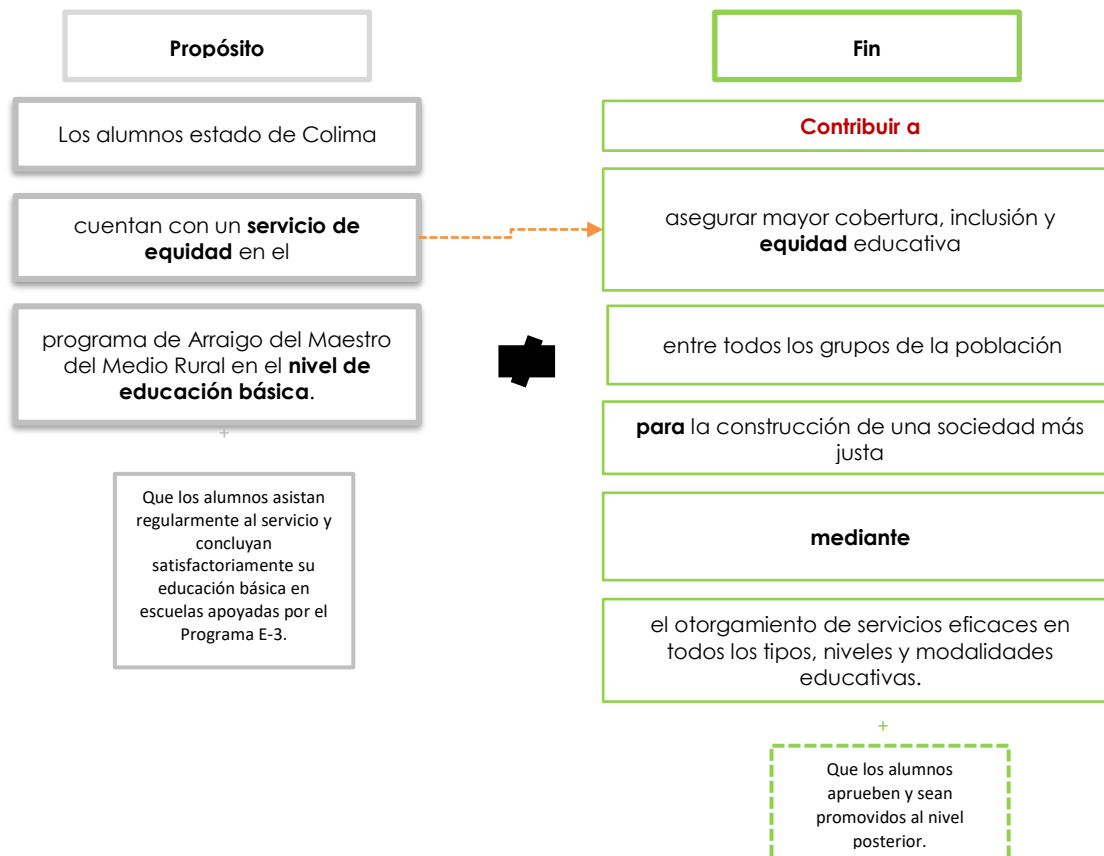 Propósito
Los alumnos estado de Colima
cuentan con un servicio de
equidad en el
programa de Arraigo del Maestro
del Medio Rural en el nivel de
educación básica.
+
Que los alumnos asistan
regularmente al servicio y
concluyan
satisfactoriamente su
educación básica en
escuelas apoyadas por el
Programa E-3.
Fin
Contribuir a
asegurar mayor cobertura, inclusión y
equidad educativa
entre todos los grupos de la población
para la construcción de una sociedad más
justa
mediante
el otorgamiento de servicios eficaces en
todos los tipos, niveles y modalidades
educativas.
+
Que los alumnos
aprueben y sean
promovidos al nivel
posterior.